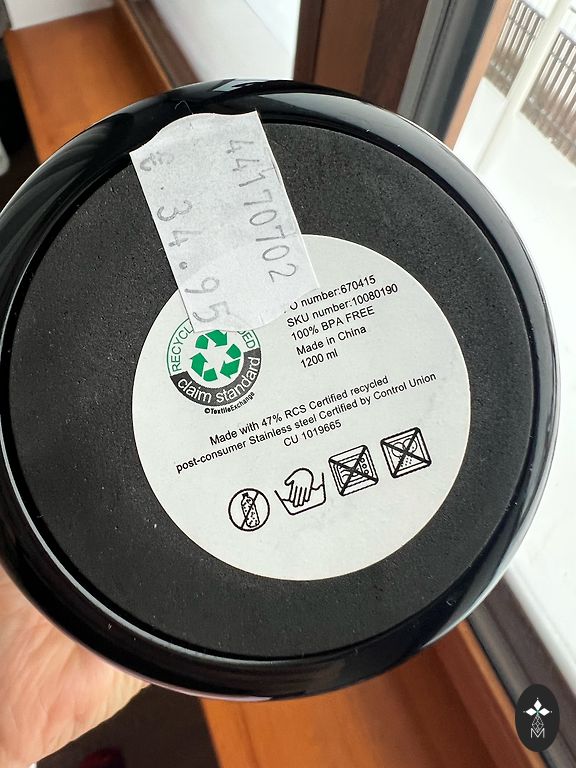 44170702
€ 34.95
O number:670415
SKU number:10080190
100% BPA FREE
Made in China
1200 ml
claim standard
©TextileExchange
Made with 47% RCS Certified recycled
post-consumer Stainless steel Certified by Control Union
CU 1019665
M